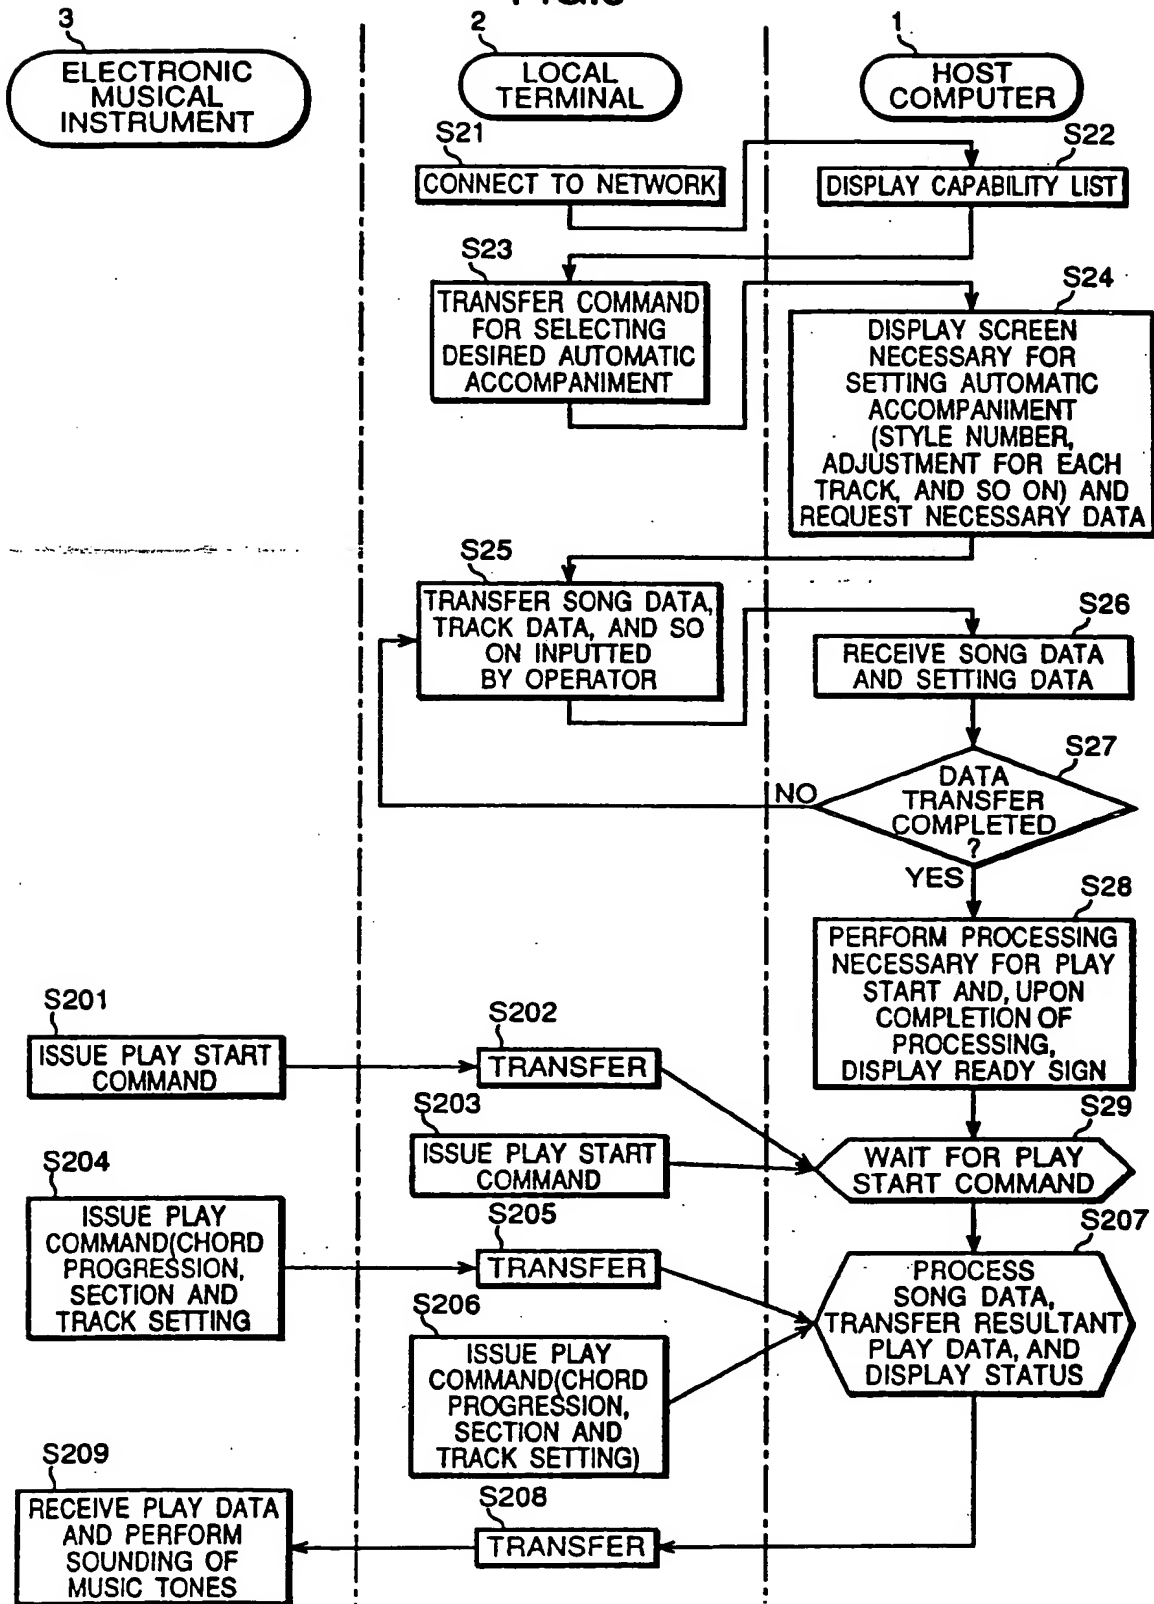 3
ELECTRONIC
MUSICAL
INSTRUMENT
2
LOCAL
TERMINAL
1
HOST
COMPUTER
S21
CONNECT TO NETWORK
S22
DISPLAY CAPABILITY LIST
S23
TRANSFER COMMAND
FOR SELECTING
DESIRED AUTOMATIC
ACCOMPANIMENT
S24
DISPLAY SCREEN
NECESSARY FOR
SETTING AUTOMATIC
ACCOMPANIMENT
(STYLE NUMBER,
ADJUSTMENT FOR EACH
TRACK, AND SO ON) AND
REQUEST NECESSARY DATA
S25
TRANSFER SONG DATA,
TRACK DATA, AND SO
ON INPUTTED
BY OPERATOR
S26
RECEIVE SONG DATA
AND SETTING DATA
S27
DATA
TRANSFER
COMPLETED
?
NO
YES
S28
PERFORM PROCESSING
NECESSARY FOR PLAY
START AND, UPON
COMPLETION OF
PROCESSING,
DISPLAY READY SIGN
S201
ISSUE PLAY START
COMMAND
S202
TRANSFER
S203
ISSUE PLAY START
COMMAND
S29
WAIT FOR PLAY
START COMMAND
S204
ISSUE PLAY
COMMAND(CHORD
PROGRESSION,
SECTION AND
TRACK SETTING
S205
TRANSFER
S206
ISSUE PLAY
COMMAND(CHORD
PROGRESSION,
SECTION AND
TRACK SETTING)
S207
PROCESS
SONG DATA,
TRANSFER RESULTANT
PLAY DATA, AND
DISPLAY STATUS
S208
TRANSFER
S209
RECEIVE PLAY DATA
AND PERFORM
SOUNDING OF
MUSIC TONES